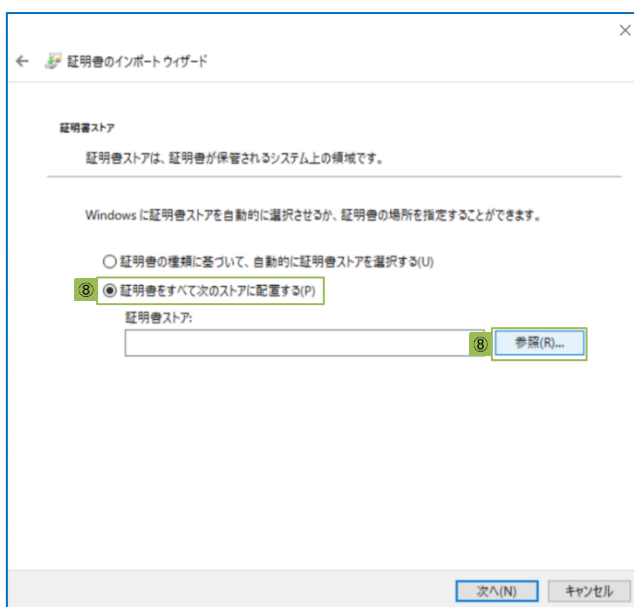 証明書のインポート ウィザード
証明書ストア
証明書ストアは、証明書が保管されるシステム上の領域です。
Windows に証明書ストアを自動的に選択させるか、証明書の場所を指定することができます。
証明書の種類に基づいて、自動的に証明書ストアを選択する(U)
⑧ 証明書をすべて次のストアに配置する(P)
証明書ストア:
⑧ 参照(R)...
次へ(N) キャンセル